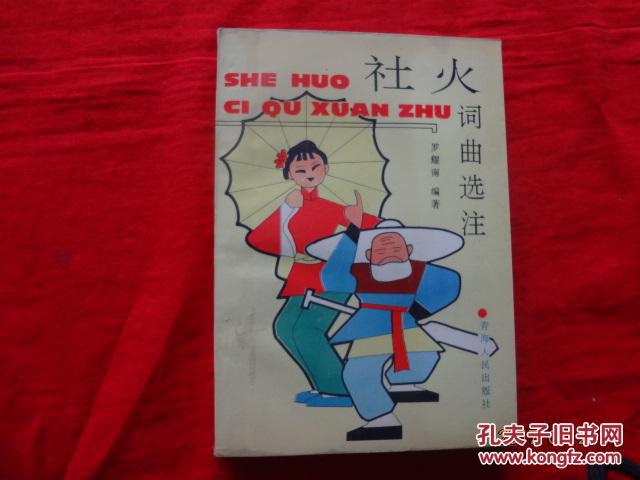 SHE HUO
CI QU XUAN ZHU
社火
词曲选注
罗耀南 编著
青海人民出版社
孔夫子旧书网
www.kongfz.com